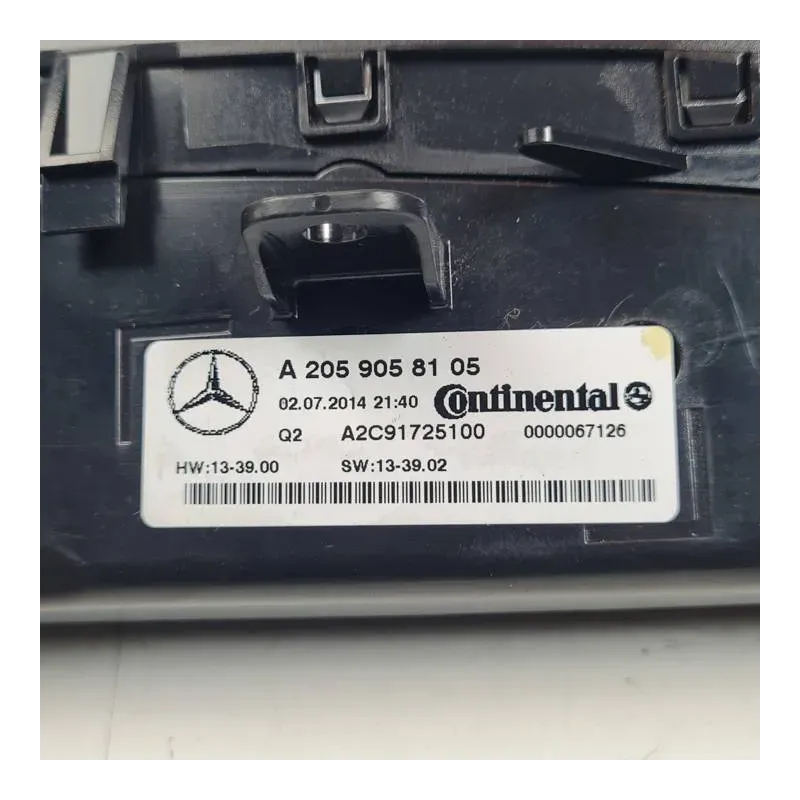 A 205 905 81 05
02.07.2014 21:40 Continental
Q2 A2C91725100 0000067126
HW:13-39.00 SW:13-39.02